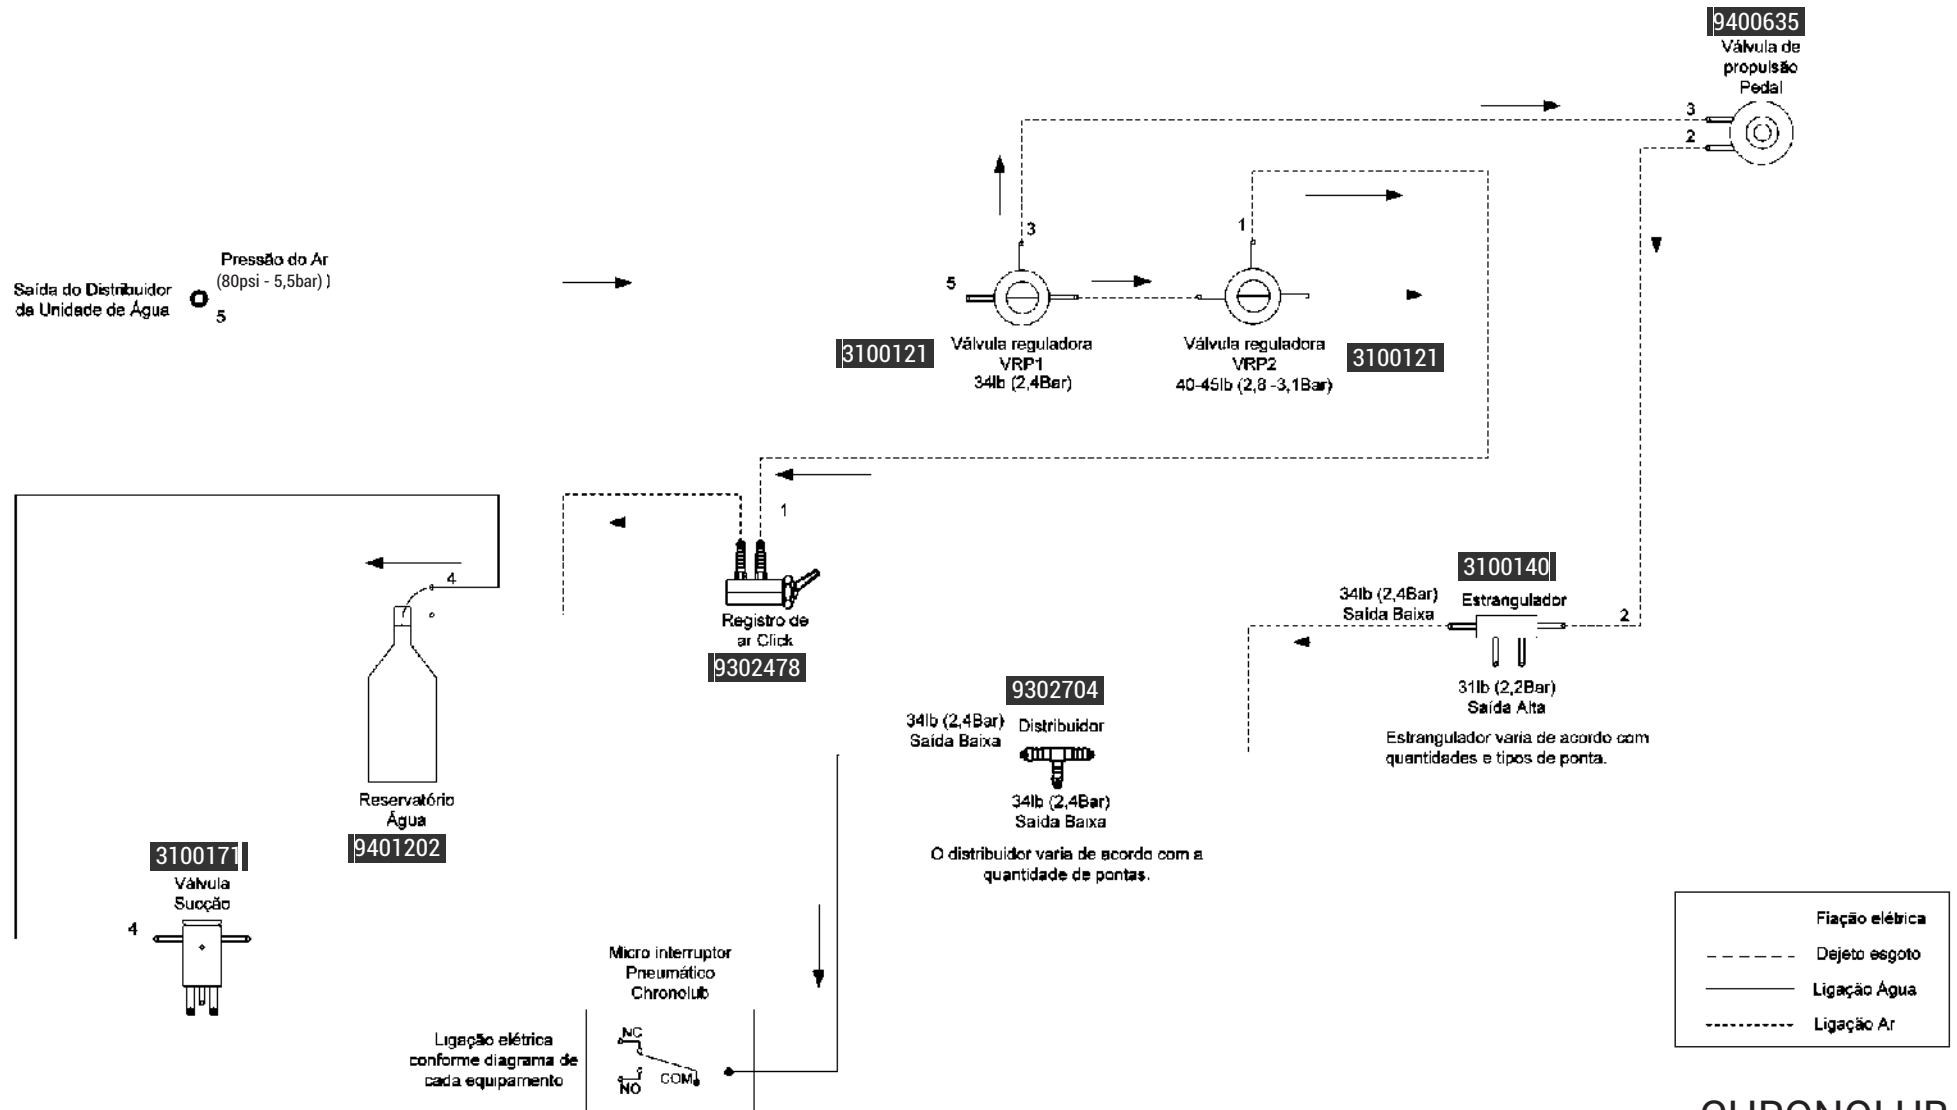 9400635
Válvula de
propulsão
Pedal
3
2
3
1
Pressão do Ar
(80psi - 5,5bar) )
Saída do Distribuidor
da Unidade de Água
5
5
3100121
Válvula reguladora
VRP1
34lb (2,4Bar)
Válvula reguladora
VRP2
40-45lb (2,8 -3,1Bar)
3100121
1
4
Registro de
ar Click
9302478
3100140
34lb (2,4Bar)
Saída Baixa
Estrangulador
2
31lb (2,2Bar)
Saída Alta
Estrangulador varia de acordo com
quantidades e tipos de ponta.
9302704
34lb (2,4Bar)
Saída Baixa
Distribuidor
34lb (2,4Bar)
Saída Baixa
O distribuidor varia de acordo com a
quantidade de pontas.
Reservatório
Água
9401202
3100171
Válvula
Sucção
4
Micro interruptor
Pneumático
Chronolub
Ligação elétrica
conforme diagrama de
cada equipamento
NC
COM
NO
Fiação elétrica
Dejeto esgoto
Ligação Água
Ligação Ar